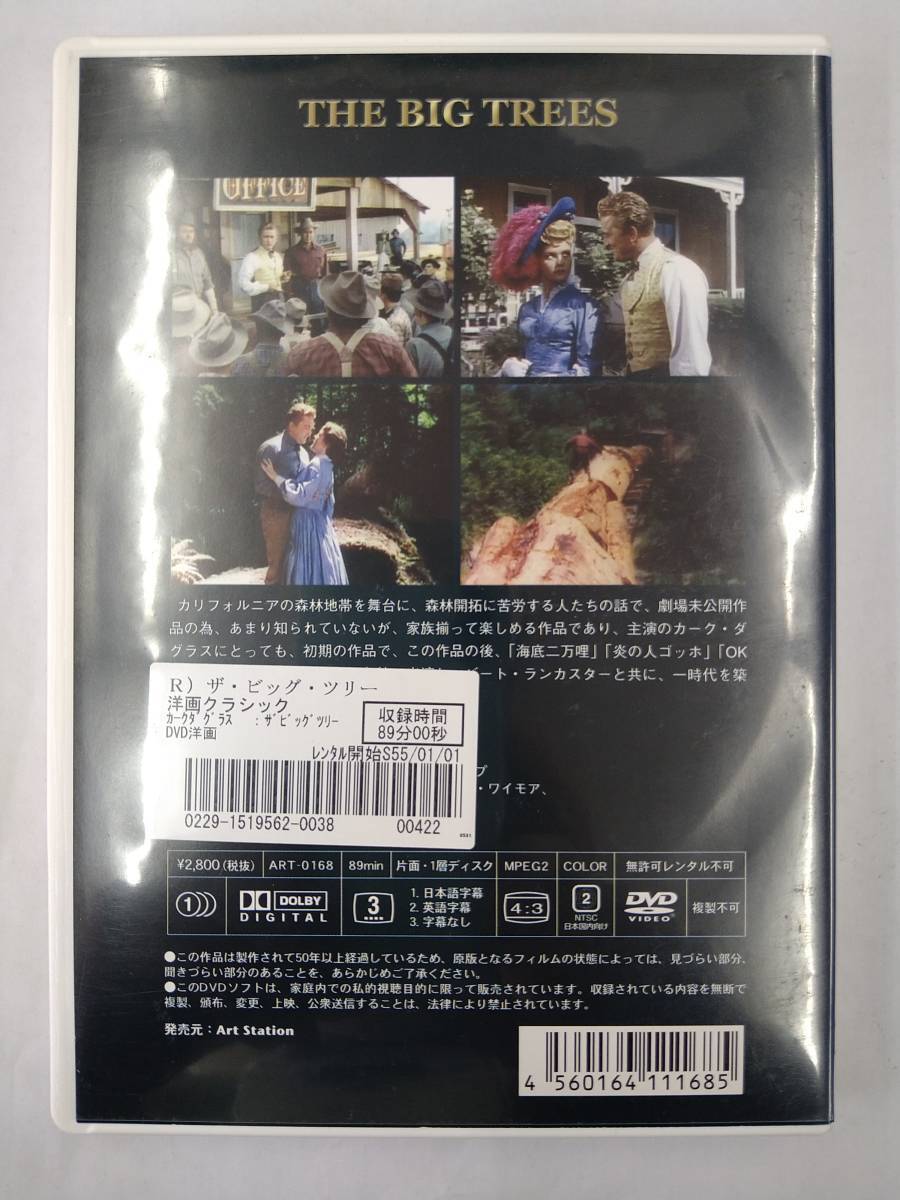 THE BIG TREES
OFFICE
カリフォルニアの森林地帯を舞台に、森林開拓に苦労する人たちの話で、劇場未公開作
品の為、あまり知られていないが、家族揃って楽しめる作品であり、主演のカーク・ダ
グラスにとっても、初期の作品で、この作品の後、「海底二万哩」「炎の人ゴッホ」「OK
ート・ランカスターと共に、一時代を築
プ
・ワイモア、
R）ザ・ビッグ・ツリー
洋画クラシック
ｶｰｸﾀﾞｸﾞﾗｽ :ｻﾞﾋﾞｯｸﾞﾂﾘｰ
DVD洋画
収録時間
89分00秒
ﾚﾝﾀﾙ開始S55/01/01
0229-1519562-0038 00422
0531
¥2,800(税抜) ART-0168 89min 片面・1層ディスク MPEG2 COLOR 無許可レンタル不可
1 DOLBY DIGITAL 3 1. 日本語字幕 2. 英語字幕 3. 字幕なし 4:3 2 NTSC 日本国内向け DVD VIDEO 複製不可
●この作品は製作されて50年以上経過しているため、原版となるフィルムの状態によっては、見づらい部分、
聞きづらい部分のあることを、あらかじめご了承ください。
●このDVDソフトは、家庭内での私的視聴目的に限って販売されています。収録されている内容を無断で
複製、頒布、変更、上映、公衆送信することは、法律により禁止されています。
発売元：Art Station
4 560164 111685